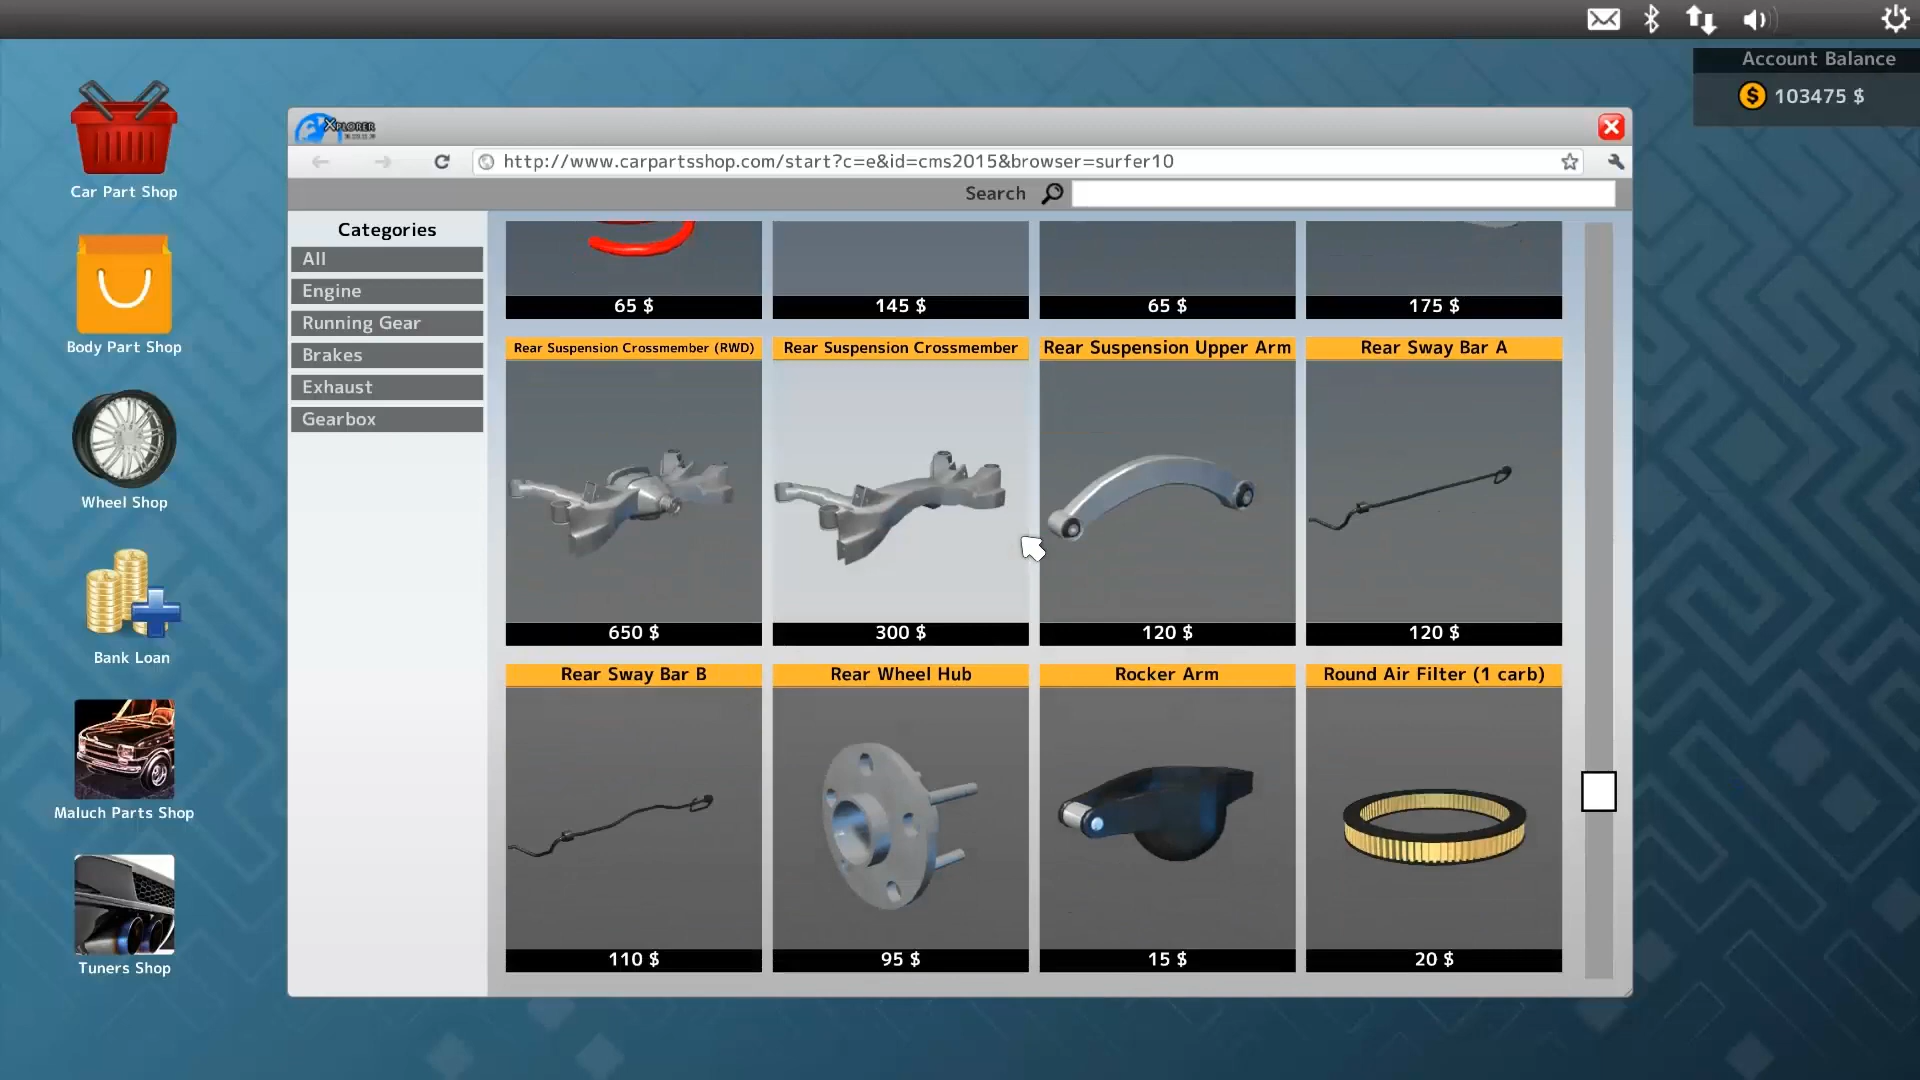 Account Balance
103475 $
Car Part Shop
Body Part Shop
Wheel Shop
Bank Loan
Maluch Parts Shop
Tuners Shop
XPLORER
http://www.carpartsshop.com/start?c=e&id=cms2015&browser=surfer10
Search
Categories
All
Engine
Running Gear
Brakes
Exhaust
Gearbox
65 $
145 $
65 $
175 $
Rear Suspension Crossmember (RWD)
Rear Suspension Crossmember
Rear Suspension Upper Arm
Rear Sway Bar A
650 $
300 $
120 $
120 $
Rear Sway Bar B
Rear Wheel Hub
Rocker Arm
Round Air Filter (1 carb)
110 $
95 $
15 $
20 $